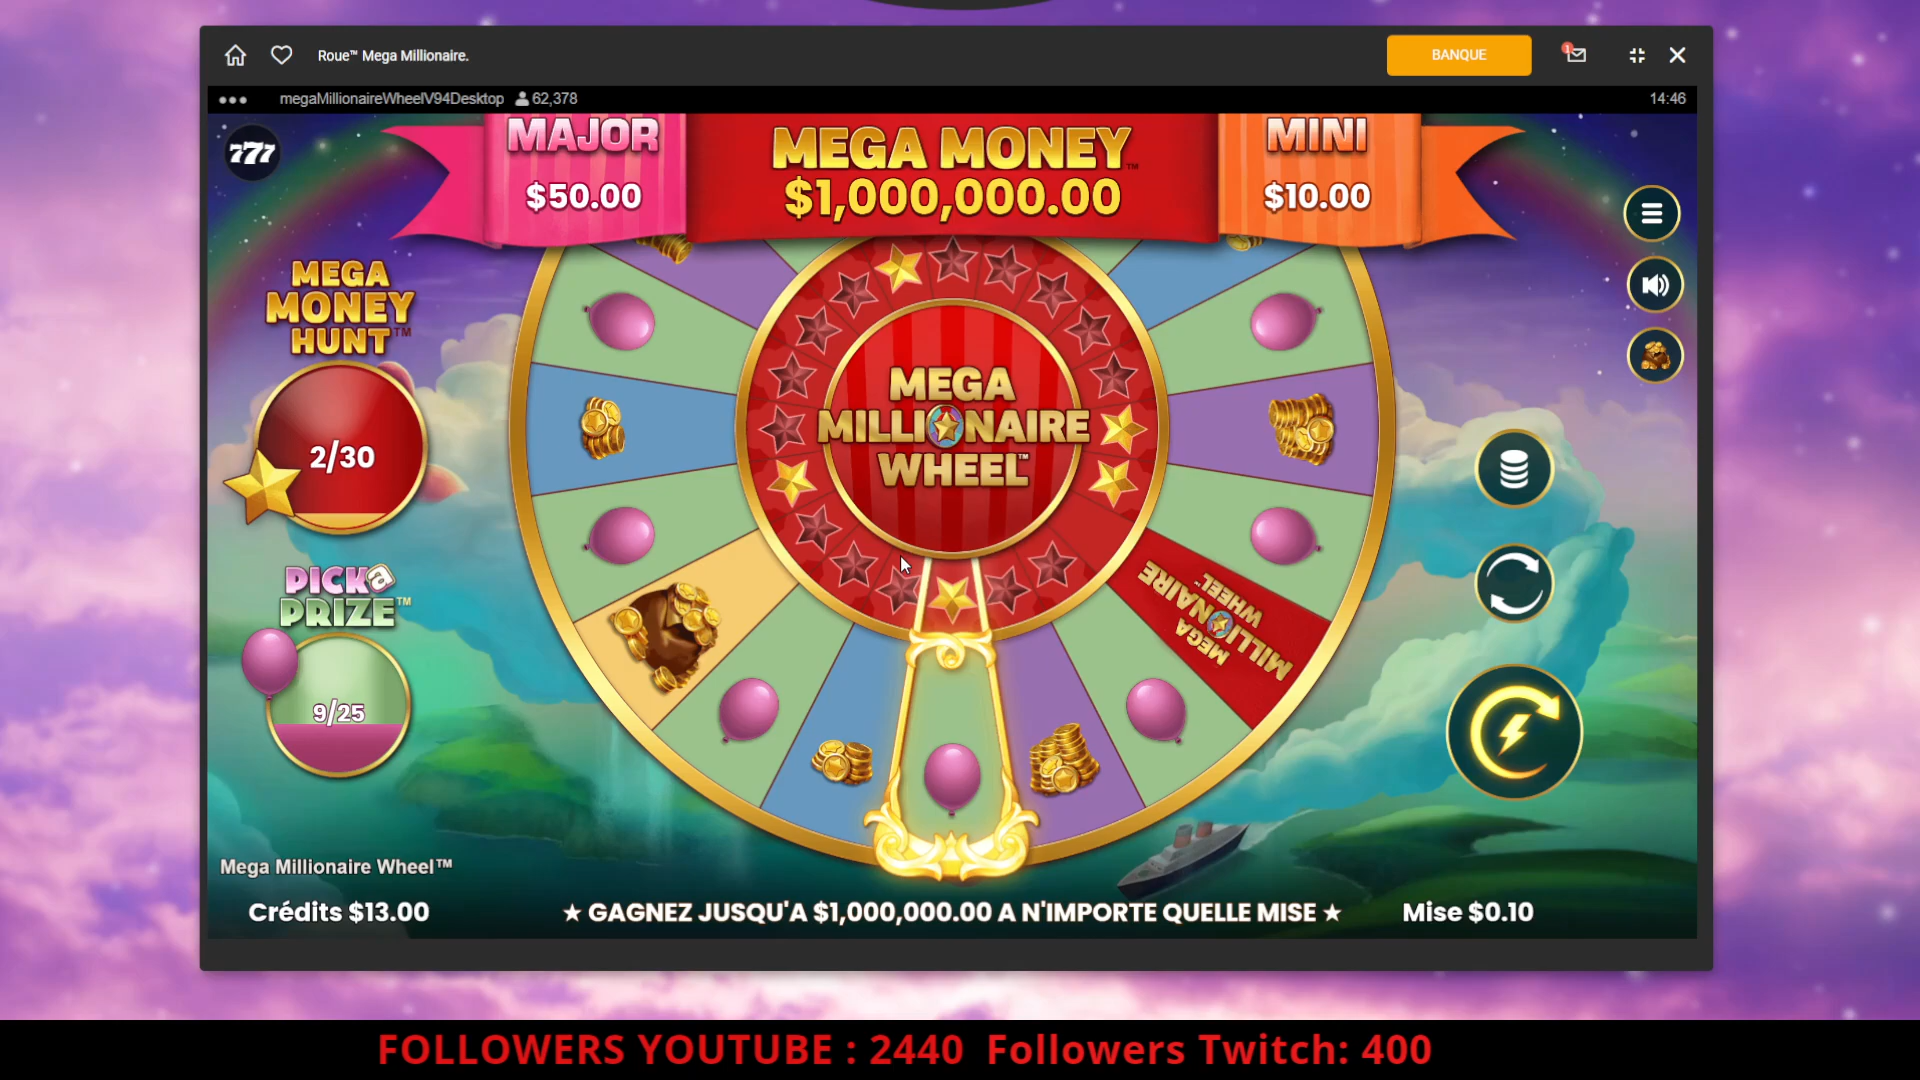 Roue™ Mega Millionaire.
BANQUE
1
megaMillionaireWheelV94Desktop 62,378
14:46
777
MAJOR
$50.00
MEGA MONEY™
$1,000,000.00
MINI
$10.00
MEGA
MONEY
HUNT™
2/30
PICK a
PRIZE™
9/25
MEGA
MILLIONAIRE
WHEEL™
MEGA
MILLIONAIRE
WHEEL™
Mega Millionaire Wheel™
Crédits $13.00
★ GAGNEZ JUSQU'A $1,000,000.00 A N'IMPORTE QUELLE MISE ★
Mise $0.10
FOLLOWERS YOUTUBE : 2440 Followers Twitch: 400